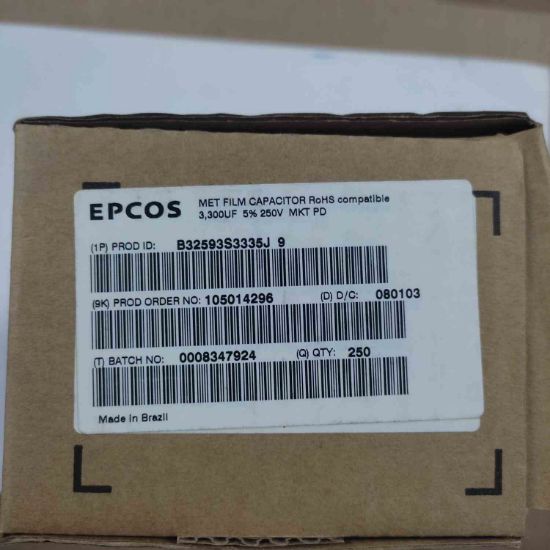 EPCOS
MET FILM CAPACITOR RoHS compatible
3,300UF 5% 250V MKT PD
(1P) PROD ID: B32593S3335J 9
(9K) PROD ORDER NO: 105014296 (D) D/C: 080103
(T) BATCH NO: 0008347924 (Q) QTY: 250
Made in Brazil